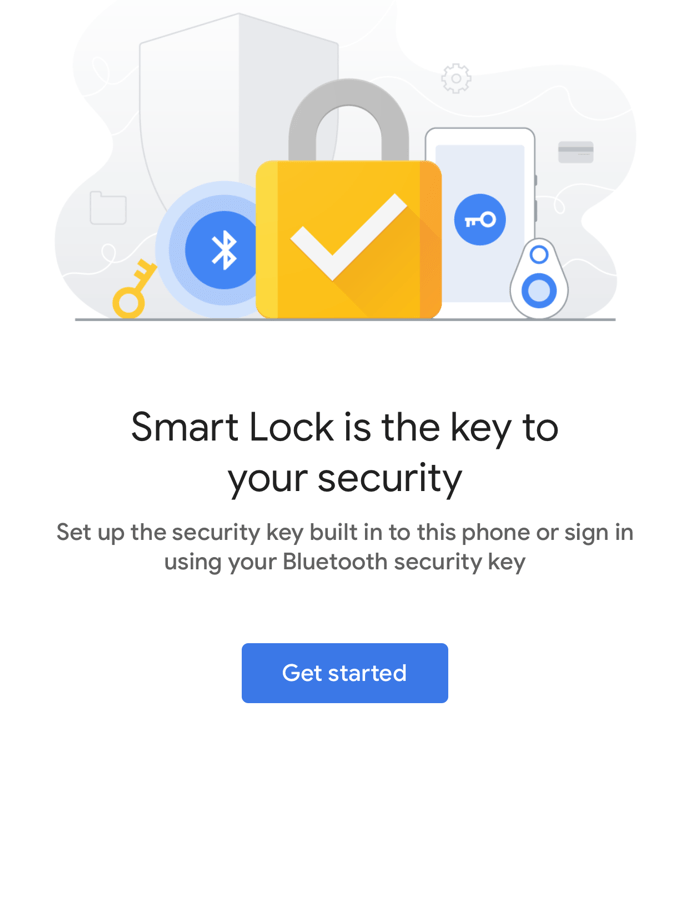 Smart Lock is the key to
your security
Set up the security key built in to this phone or sign in
using your Bluetooth security key
Get started